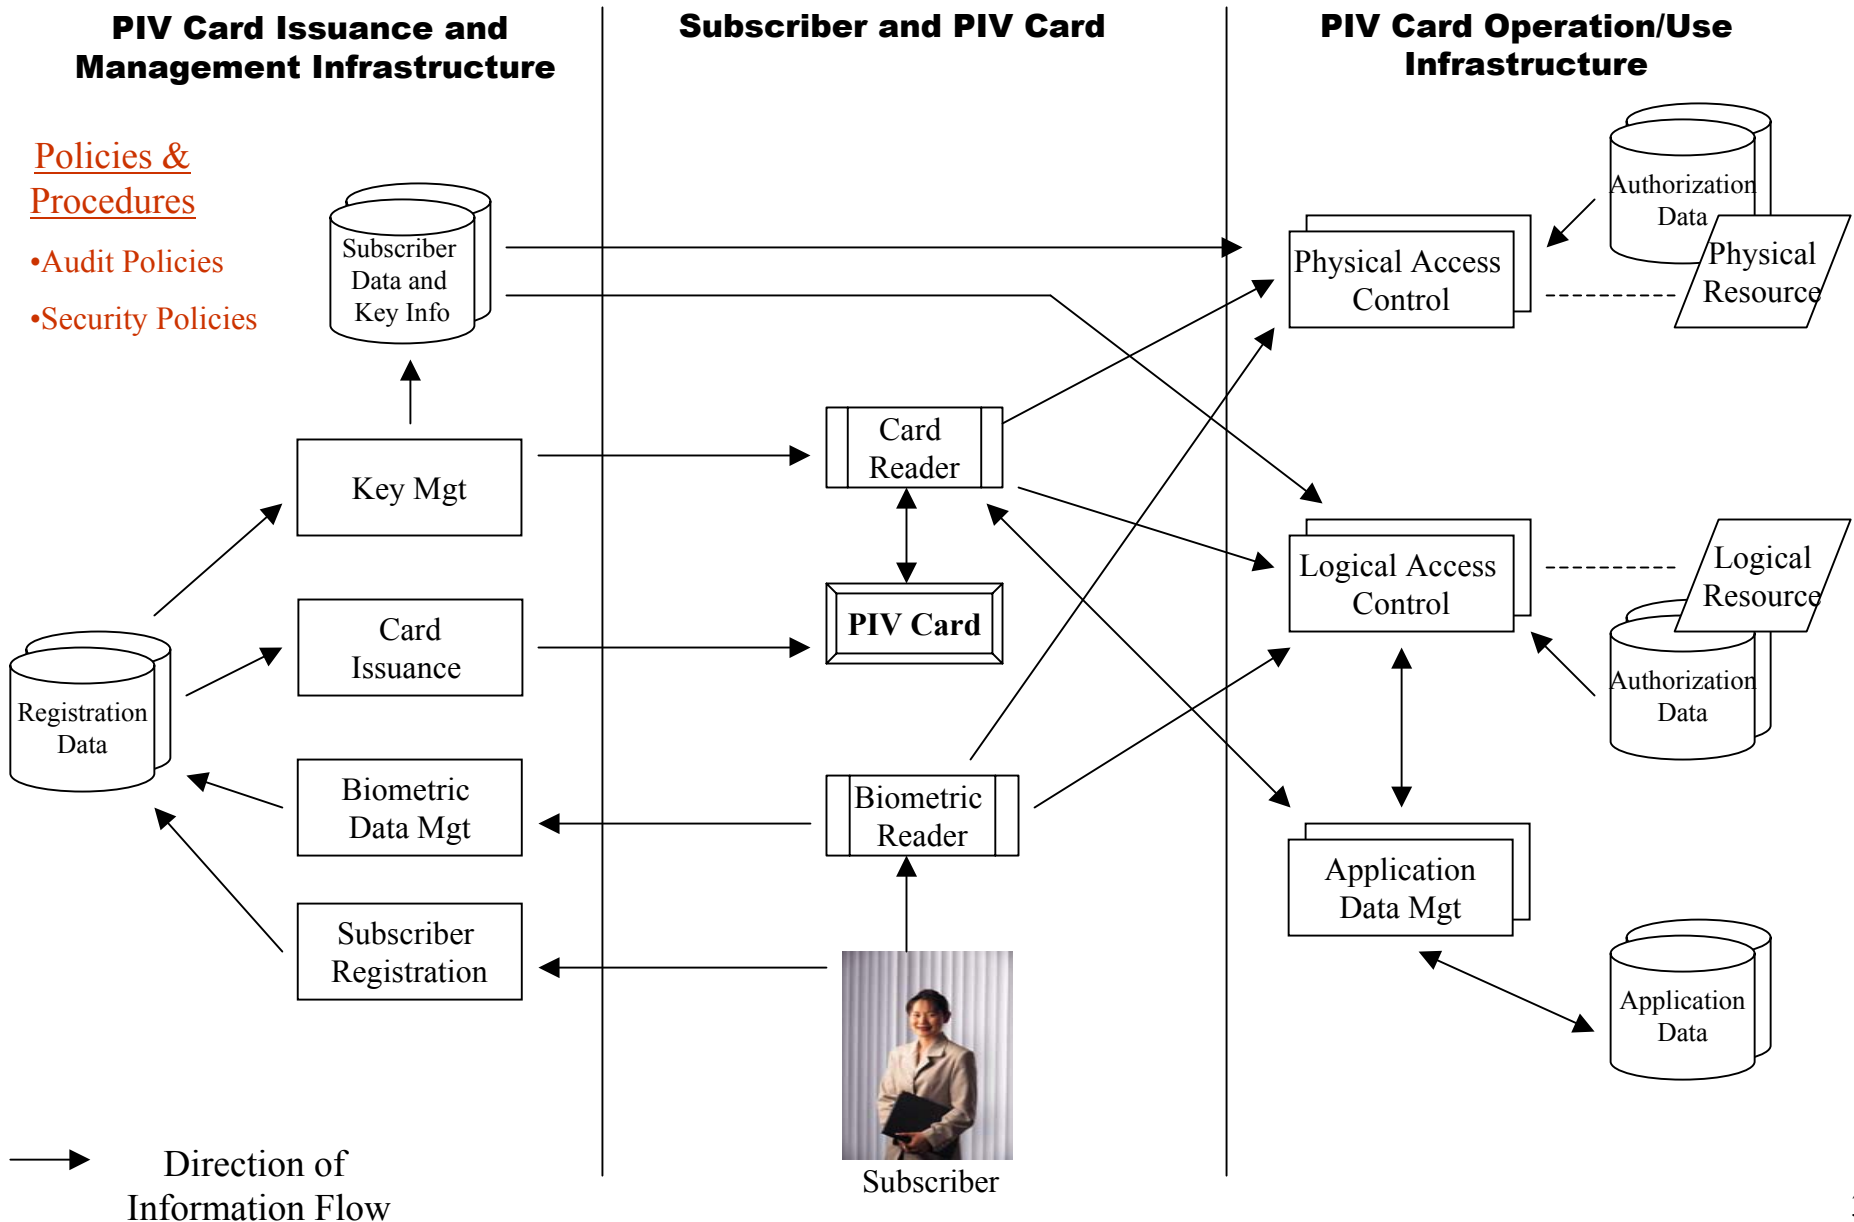 PIV Card Issuance and
Management Infrastructure
Subscriber and PIV Card
PIV Card Operation/Use
Infrastructure
Policies &
Procedures
•Audit Policies
•Security Policies
Subscriber
Data and
Key Info
Key Mgt
Card
Issuance
Registration
Data
Biometric
Data Mgt
Subscriber
Registration
Card
Reader
PIV Card
Biometric
Reader
Subscriber
Authorization
Data
Physical
Resource
Physical Access
Control
Logical Access
Control
Logical
Resource
Authorization
Data
Application
Data Mgt
Application
Data
Direction of
Information Flow